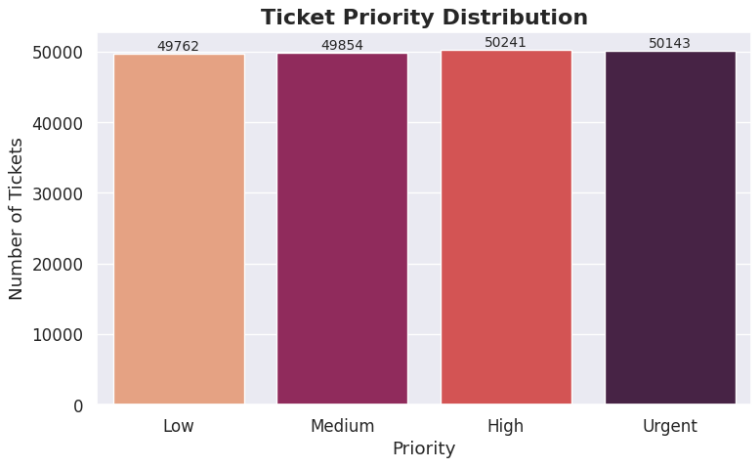 Ticket Priority Distribution
49762
49854
50241
50143
50000
40000
30000
20000
10000
0
Number of Tickets
Low
Medium
High
Urgent
Priority